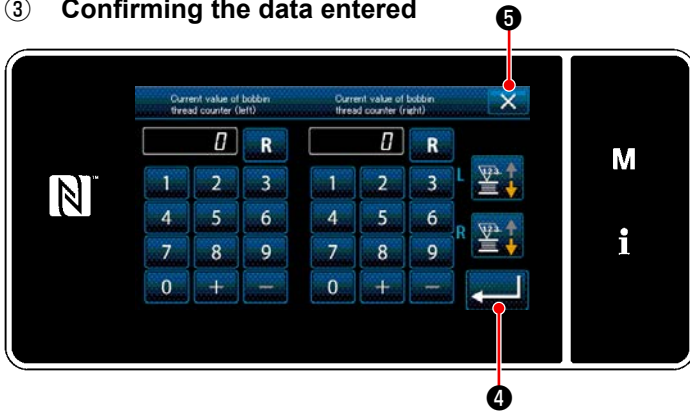 ③ Confirming the data entered
❺
Current value of bobbin thread counter (left)
Current value of bobbin thread counter (right)
0 R 0 R
1 2 3 1 2 3 L
4 5 6 4 5 6
7 8 9 7 8 9 R
0 + − 0 + −
N
M
i
❹